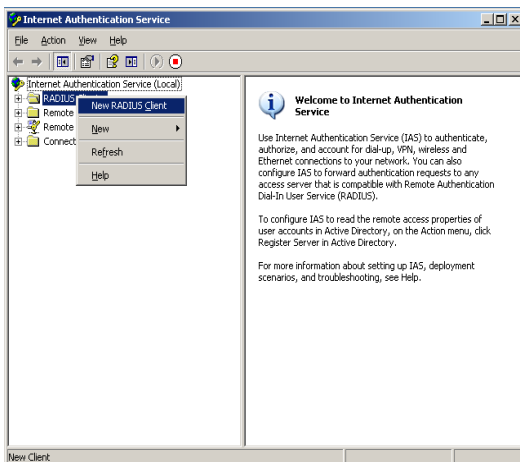 Internet Authentication Service
File Action View Help
Internet Authentication Service (Local)
RADIUS
Remote
Remote
Connect
New RADIUS Client
New
Refresh
Help
Welcome to Internet Authentication
Service
Use Internet Authentication Service (IAS) to authenticate,
authorize, and account for dial-up, VPN, wireless and
Ethernet connections to your network. You can also
configure IAS to forward authentication requests to any
access server that is compatible with Remote Authentication
Dial-In User Service (RADIUS).
To configure IAS to read the remote access properties of
user accounts in Active Directory, on the Action menu, click
Register Server in Active Directory.
For more information about setting up IAS, deployment
scenarios, and troubleshooting, see Help.
New Client